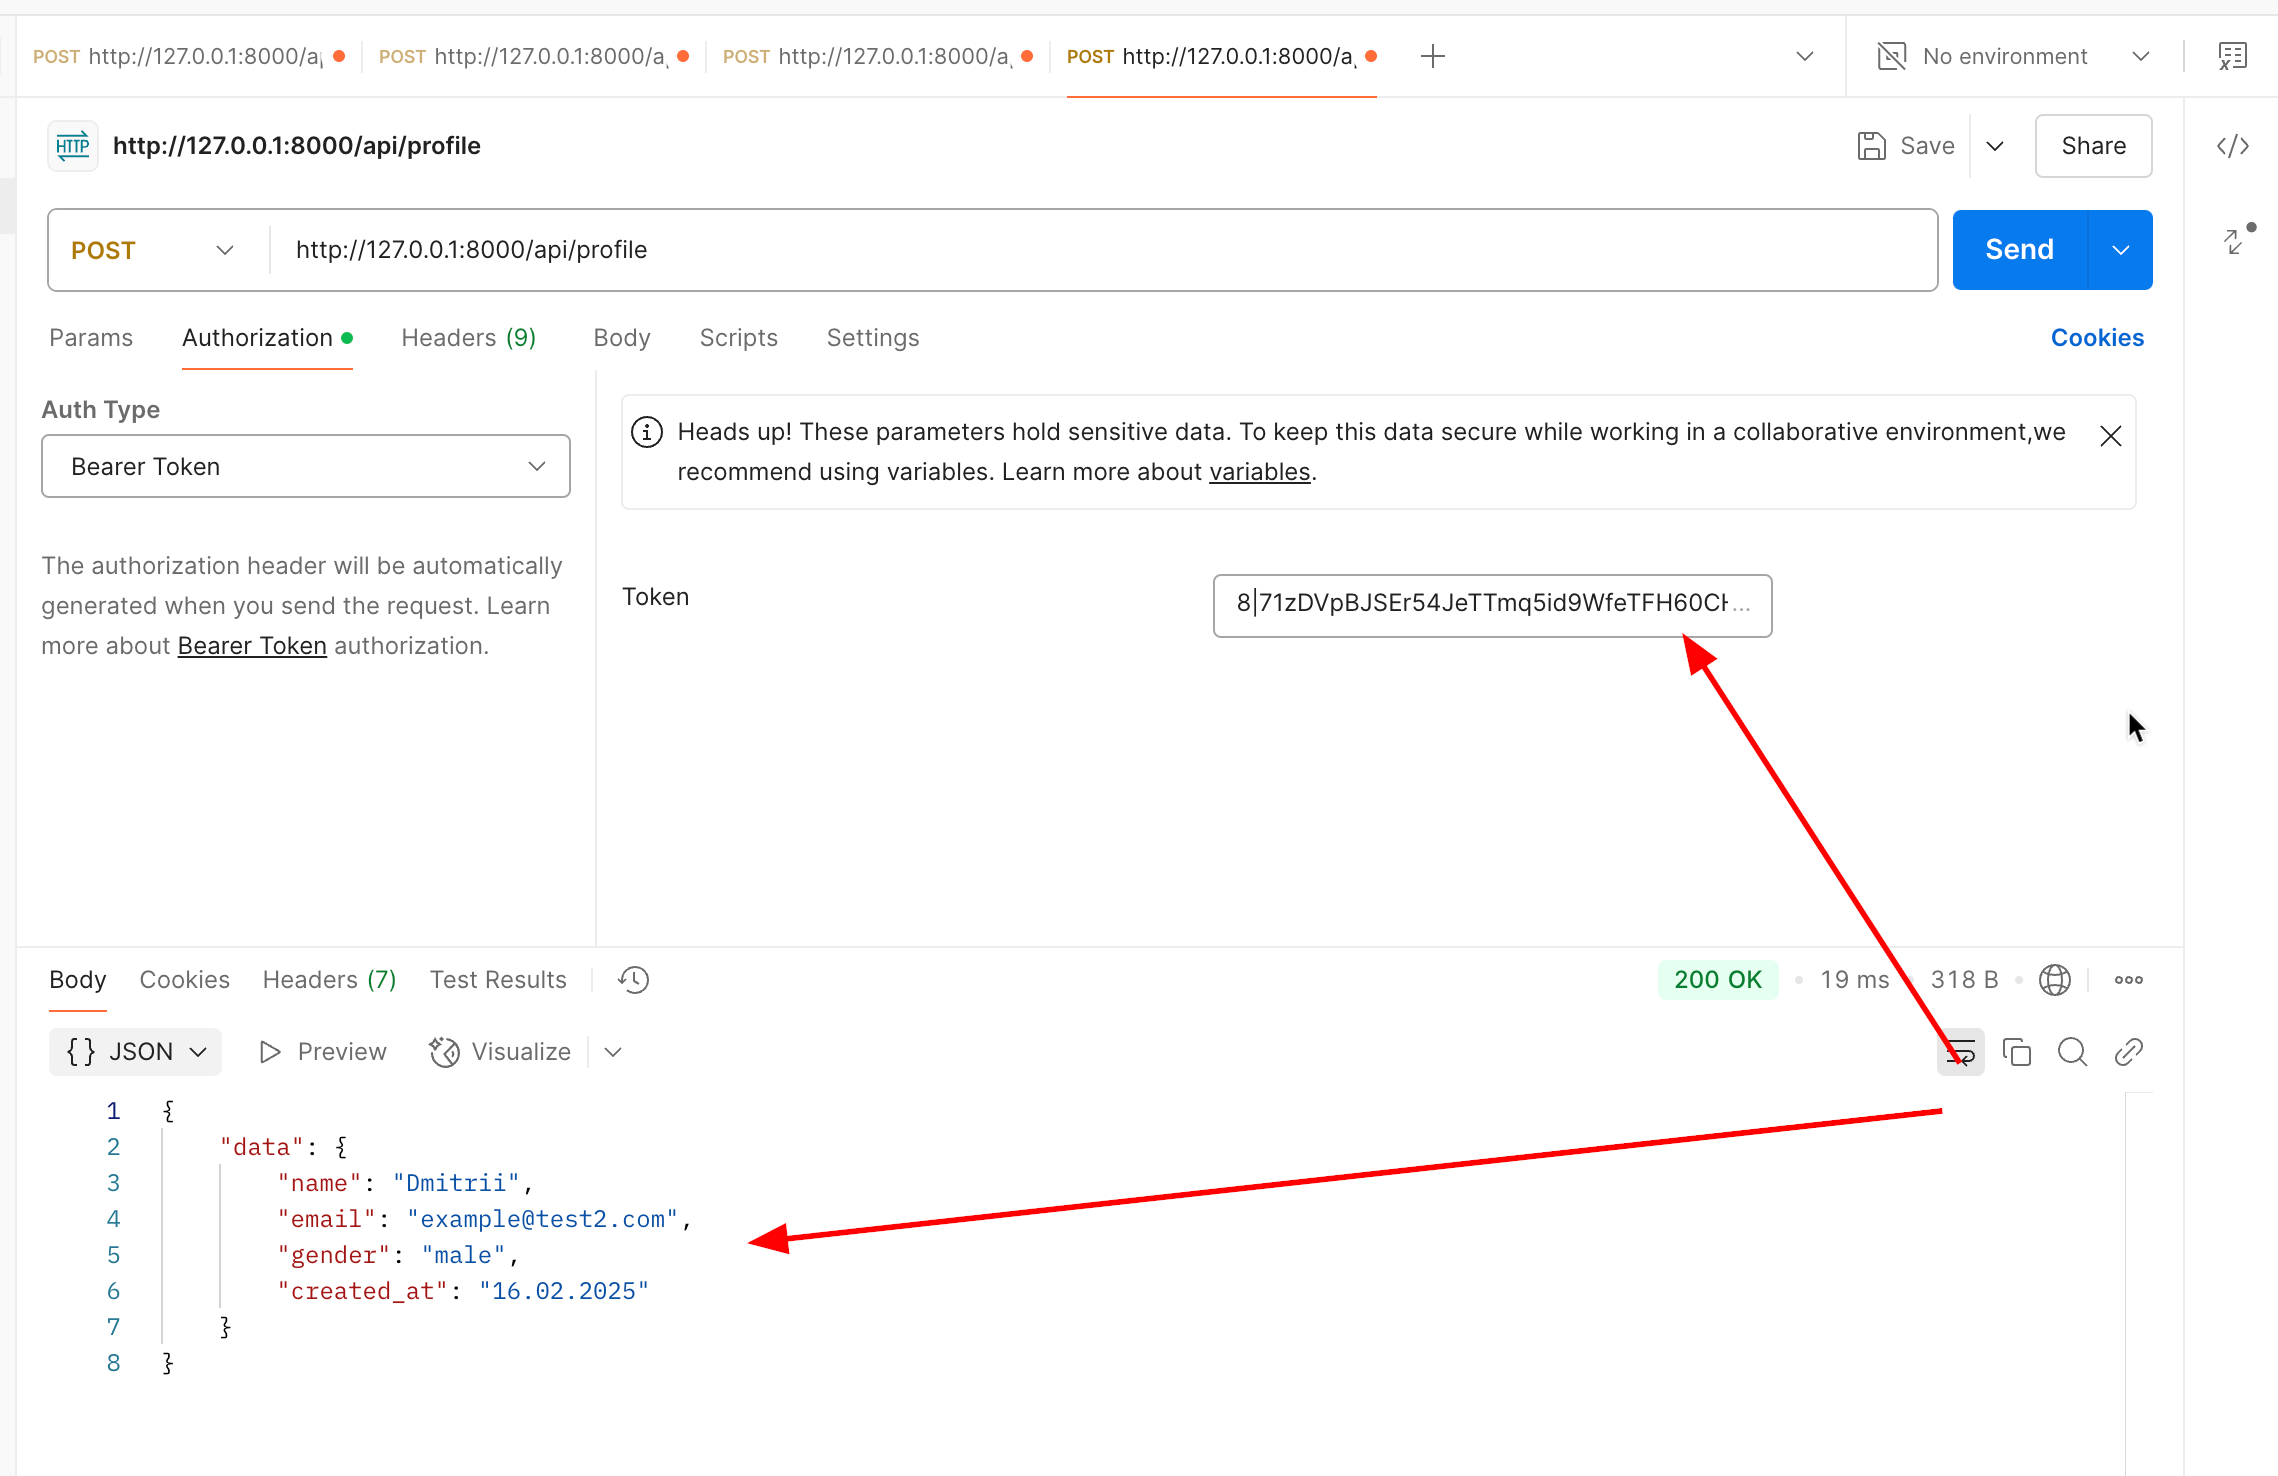 POST http://127.0.0.1:8000/a
POST http://127.0.0.1:8000/a
POST http://127.0.0.1:8000/a
POST http://127.0.0.1:8000/a
No environment
HTTP http://127.0.0.1:8000/api/profile
Save
Share
POST
http://127.0.0.1:8000/api/profile
Send
Params
Authorization
Headers (9)
Body
Scripts
Settings
Cookies
Auth Type
Bearer Token
The authorization header will be automatically
generated when you send the request. Learn
more about Bearer Token authorization.
Heads up! These parameters hold sensitive data. To keep this data secure while working in a collaborative environment,we
recommend using variables. Learn more about variables.
Token
8|71zDVpBJSEr54JeTTmq5id9WfeTFH60CH...
Body
Cookies
Headers (7)
Test Results
200 OK
19 ms
318 B
{} JSON
Preview
Visualize
1 {
2 "data": {
3 "name": "Dmitrii",
4 "email": "example@test2.com",
5 "gender": "male",
6 "created_at": "16.02.2025"
7 }
8 }